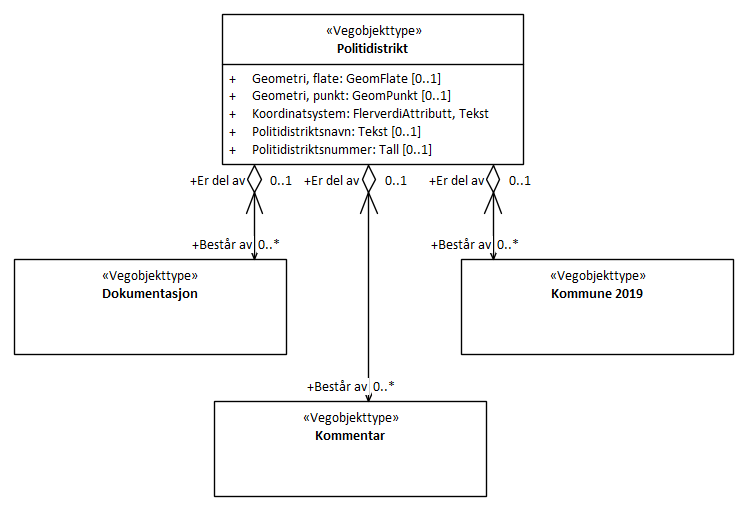 «Vegobjekttype»
Politidistrikt
+ Geometri, flate: GeomFlate [0..1]
+ Geometri, punkt: GeomPunkt [0..1]
+ Koordinatsystem: FlerverdiAttributt, Tekst
+ Politidistriktsnavn: Tekst [0..1]
+ Politidistriktsnummer: Tall [0..1]
+Er del av 0..1 +Er del av 0..1 +Er del av 0..1
+Består av 0..* +Består av 0..*
«Vegobjekttype» «Vegobjekttype»
Dokumentasjon Kommune 2019
+Består av 0..*
«Vegobjekttype»
Kommentar